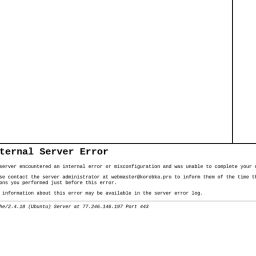 ternal Server Error
server encountered an internal error or misconfiguration and was unable to complete your
se contact the server administrator at webmaster@korobka.pro to inform them of the time th
ons you performed just before this error.
information about this error may be available in the server error log.
he/2.4.18 (Ubuntu) Server at 77.246.146.197 Port 443